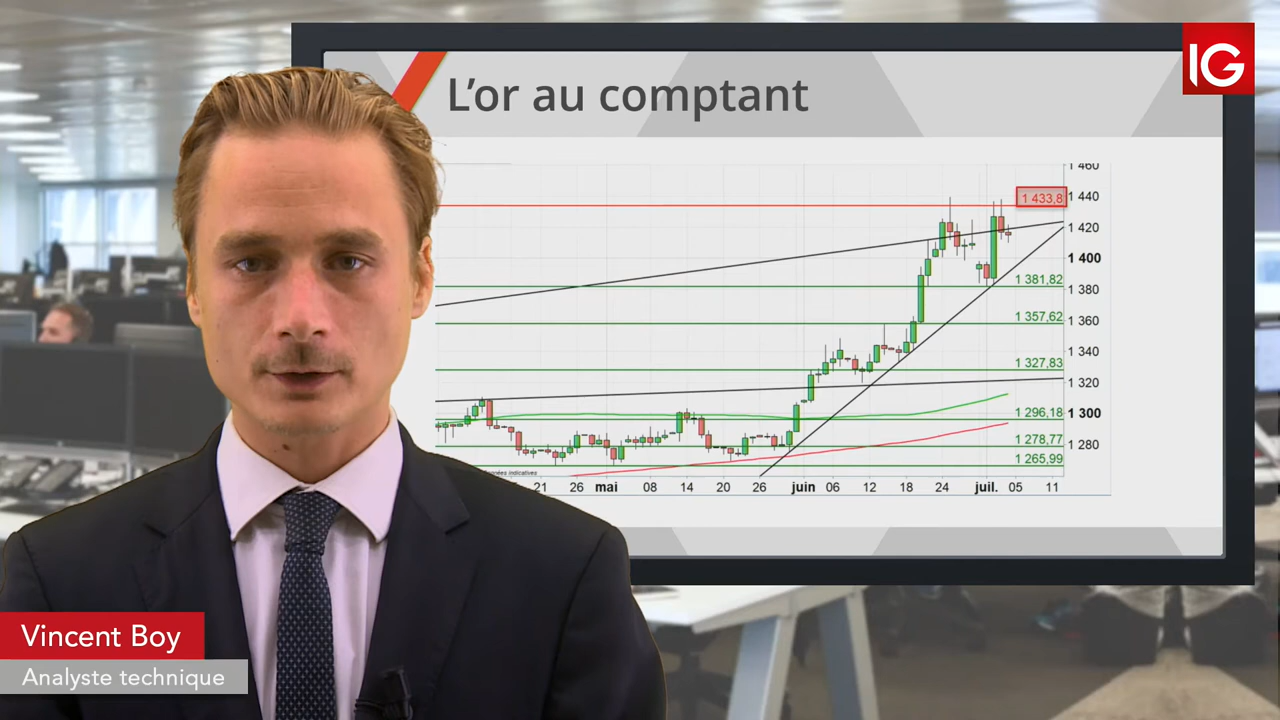 IG
L'or au comptant
1 460
1 433,8
1 440
1 420
1 400
1 381,82
1 380
1 357,62
1 360
1 340
1 327,83
1 320
1 296,18
1 300
1 278,77
1 280
1 265,99
indicatives
21 26 mai 08 14 20 26 juin 06 12 18 24 juil. 05 11
Vincent Boy
Analyste technique